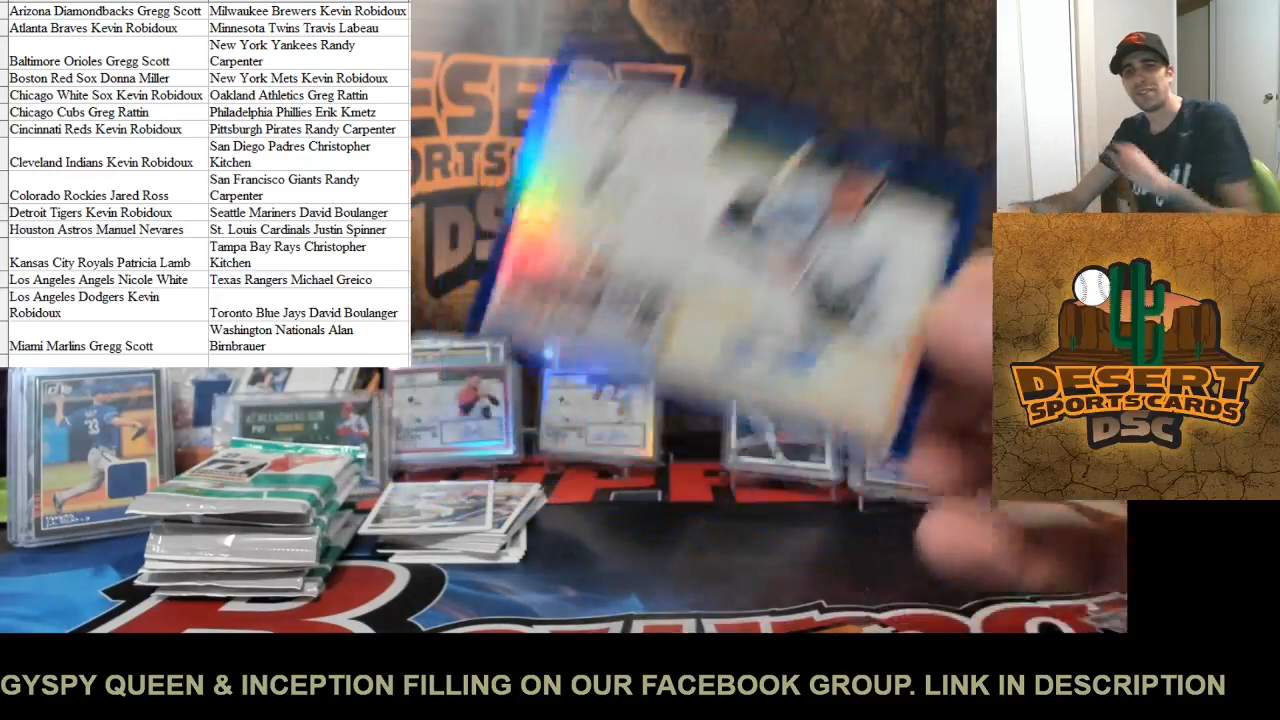 Arizona Diamondbacks Gregg Scott
Milwaukee Brewers Kevin Robidoux
Atlanta Braves Kevin Robidoux
Minnesota Twins Travis Labeau
Baltimore Orioles Gregg Scott
New York Yankees Randy
Carpenter
Boston Red Sox Donna Miller
New York Mets Kevin Robidoux
Chicago White Sox Kevin Robidoux
Oakland Athletics Greg Rattin
Chicago Cubs Greg Rattin
Philadelphia Phillies Erik Kmetz
Cincinnati Reds Kevin Robidoux
Pittsburgh Pirates Randy Carpenter
Cleveland Indians Kevin Robidoux
San Diego Padres Christopher
Kitchen
Colorado Rockies Jared Ross
San Francisco Giants Randy
Carpenter
Detroit Tigers Kevin Robidoux
Seattle Mariners David Boulanger
Houston Astros Manuel Nevares
St. Louis Cardinals Justin Spinner
Kansas City Royals Patricia Lamb
Tampa Bay Rays Christopher
Kitchen
Los Angeles Angels Nicole White
Texas Rangers Michael Greico
Los Angeles Dodgers Kevin
Robidoux
Toronto Blue Jays David Boulanger
Miami Marlins Gregg Scott
Washington Nationals Alan
Birnbrauer
DESERT
SPORTS CARDS
DSC
33
GYSPY QUEEN & INCEPTION FILLING ON OUR FACEBOOK GROUP. LINK IN DESCRIPTION